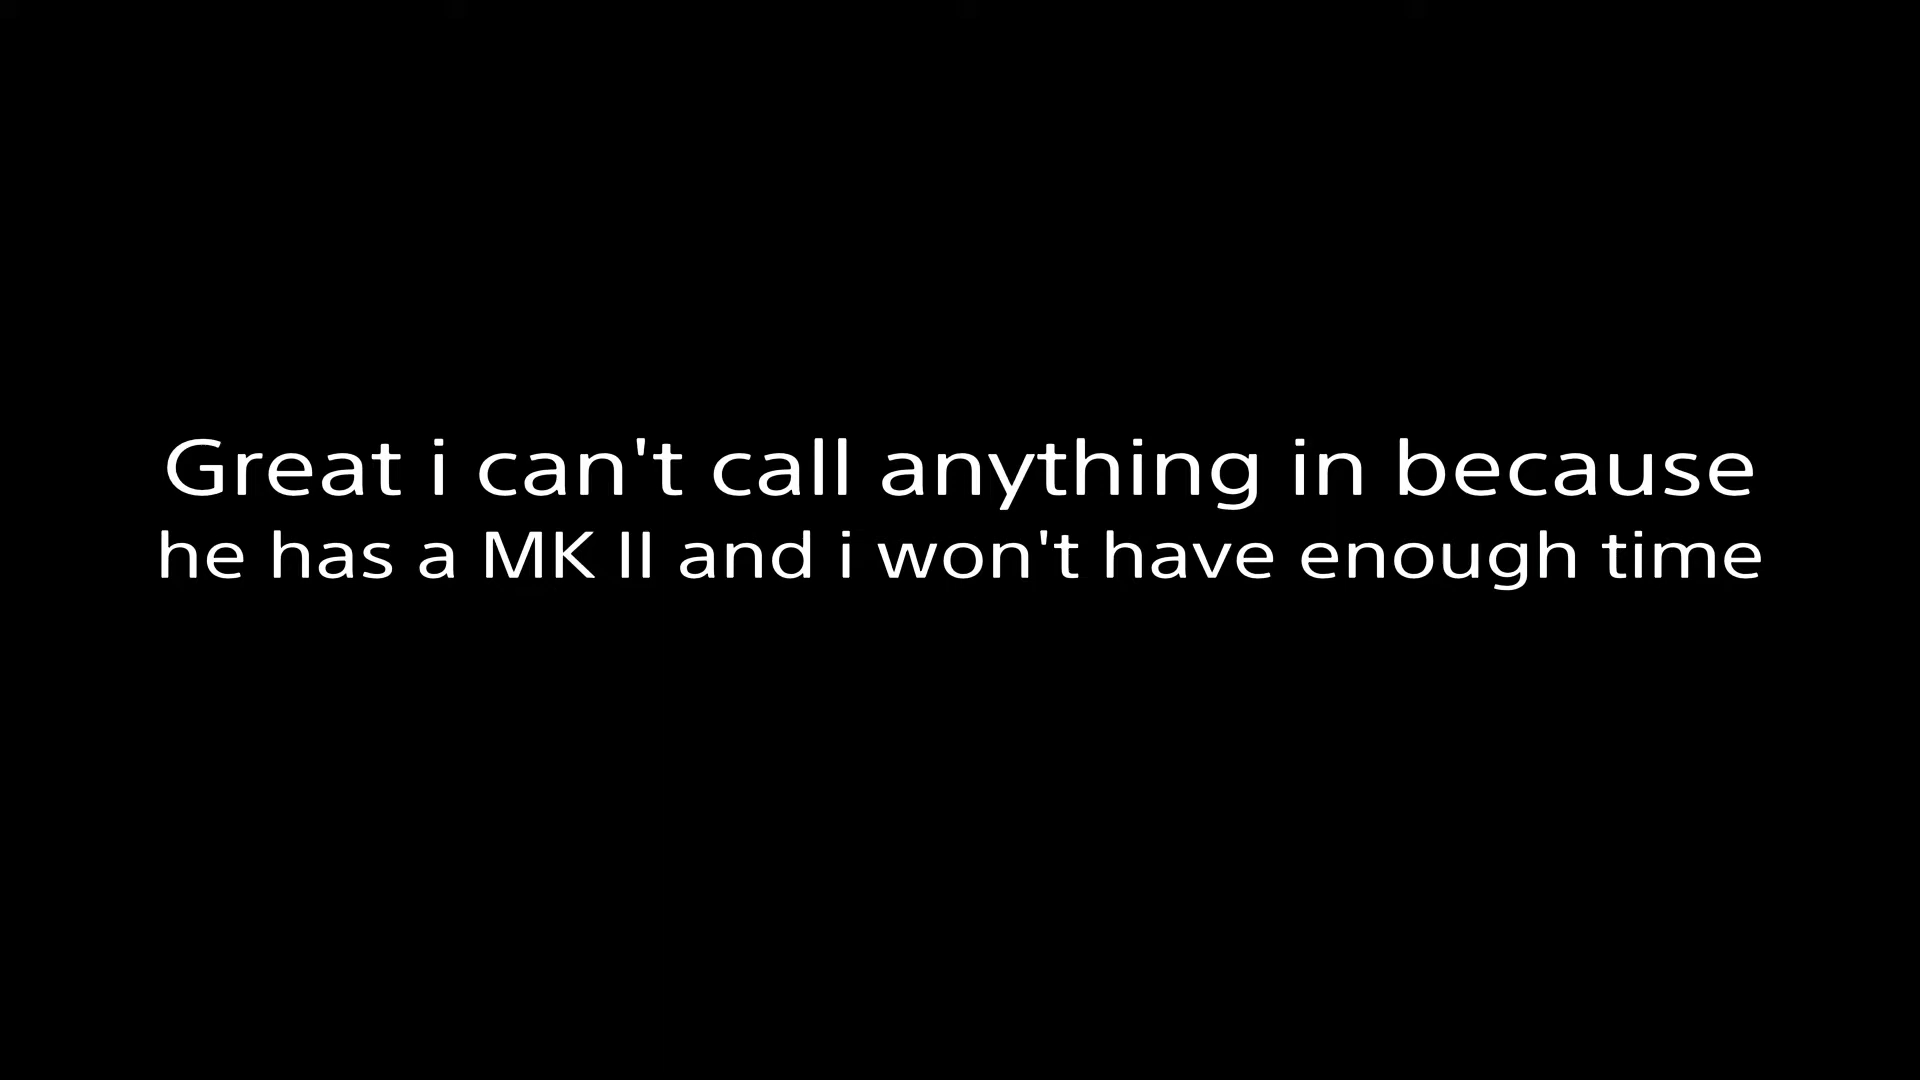 Great i can't call anything in because
he has a MK II and i won't have enough time